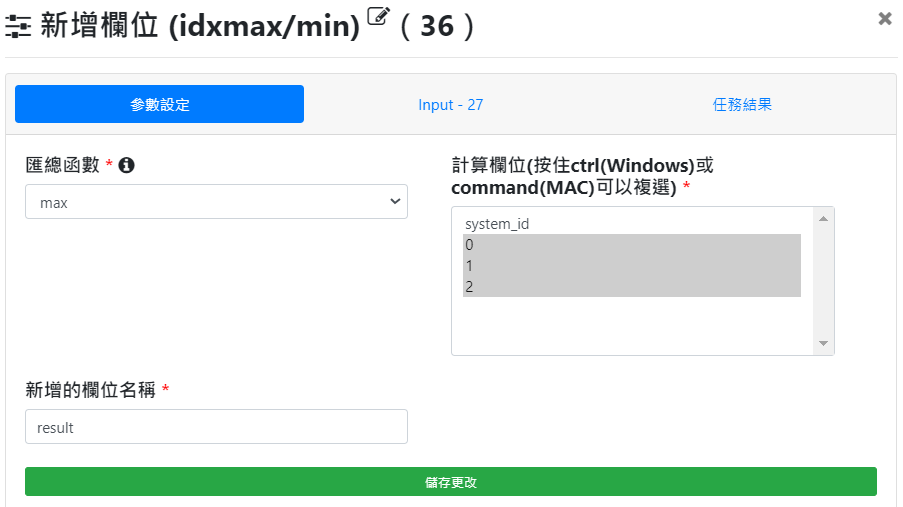 新增欄位 (idxmax/min) ( 36 )
參數設定
Input - 27
任務結果
匯總函數 *
max
計算欄位(按住ctrl(Windows)或
command(MAC)可以複選) *
system_id
0
1
2
新增的欄位名稱 *
result
儲存更改